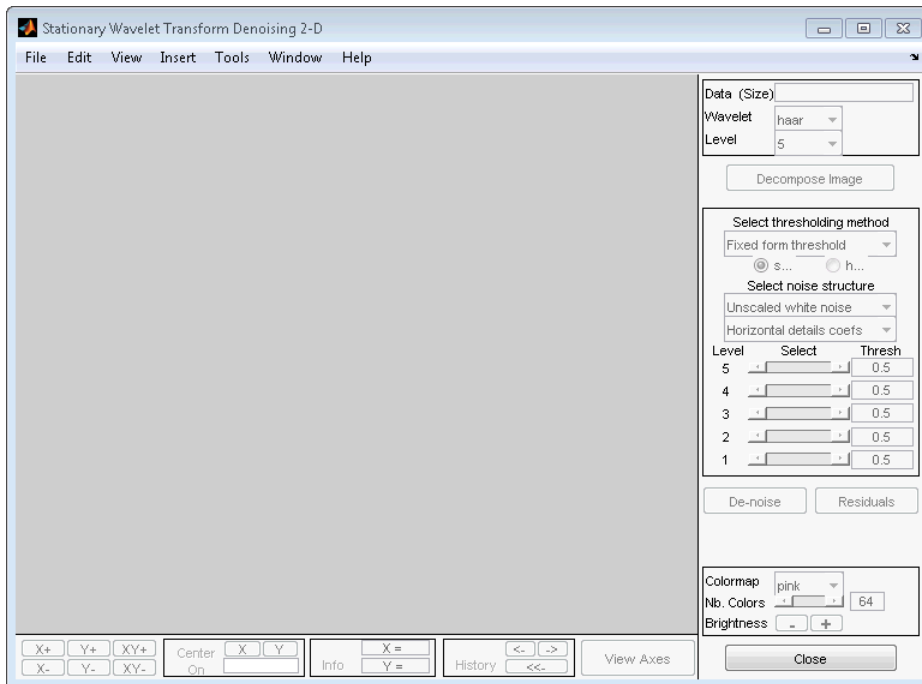 Stationary Wavelet Transform Denoising 2-D
File Edit View Insert Tools Window Help
Data (Size)
Wavelet haar
Level 5
Decompose Image
Select thresholding method
Fixed form threshold
s... h...
Select noise structure
Unscaled white noise
Horizontal details coefs
Level Select Thresh
5 0.5
4 0.5
3 0.5
2 0.5
1 0.5
De-noise Residuals
Colormap pink
Nb. Colors 64
Brightness - +
X+ Y+ XY+ Center X Y X = <- -> View Axes Close
X- Y- XY- On Info Y = History <<-